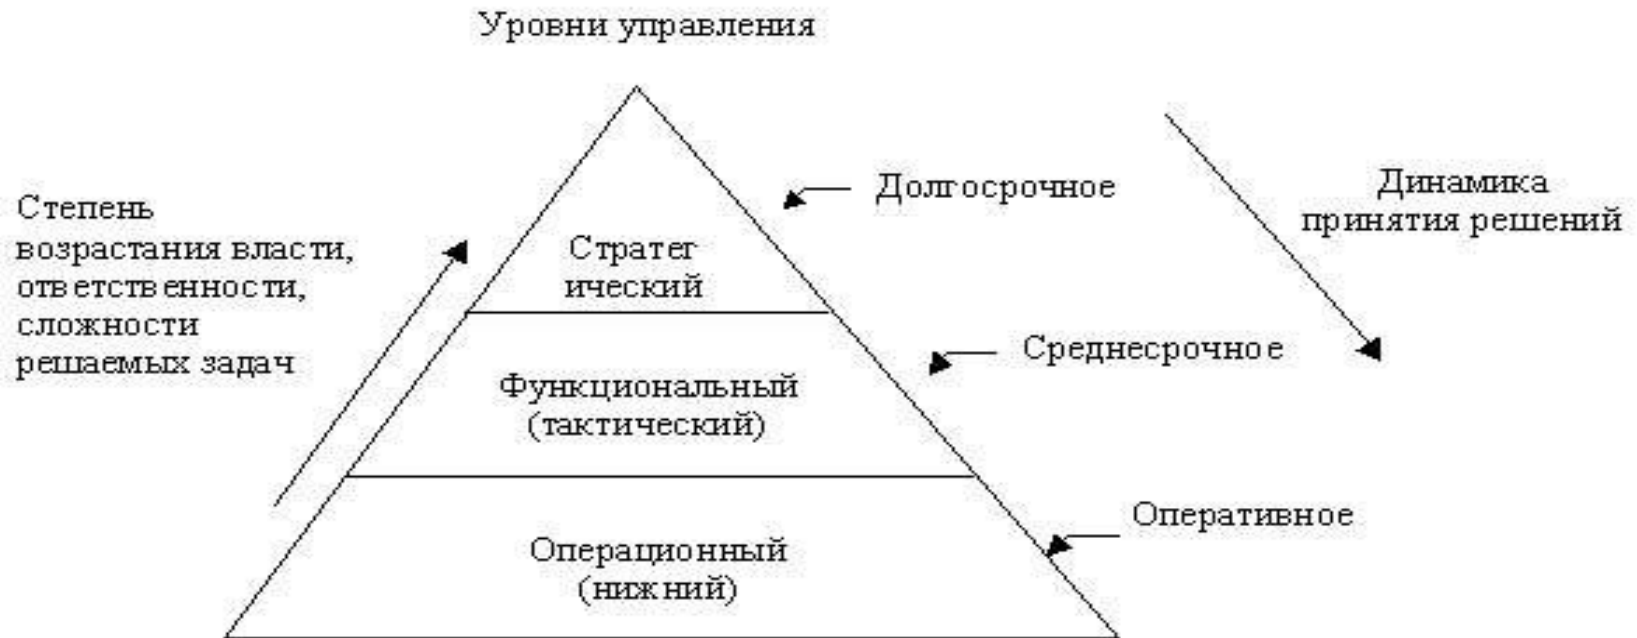 Уровни управления
Степень
возрастания власти,
ответственности,
сложности
решаемых задач
Долгосрочное
Динамика
принятия решений
Стратег
ический
Среднесрочное
Функциональный
(тактический)
Оперативное
Операционный
(нижний)